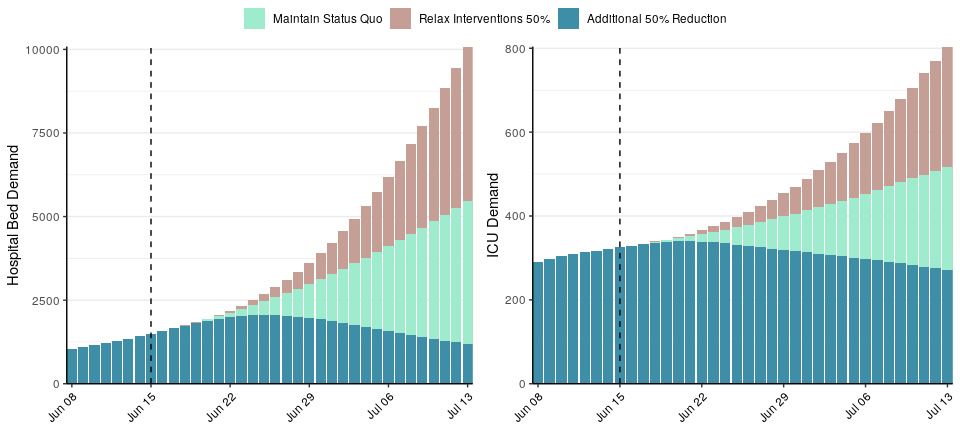 Maintain Status Quo Relax Interventions 50% Additional 50% Reduction
Hospital Bed Demand
10000
7500
5000
2500
0
Jun 08 Jun 15 Jun 22 Jun 29 Jul 06 Jul 13
ICU Demand
800
600
400
200
0
Jun 08 Jun 15 Jun 22 Jun 29 Jul 06 Jul 13